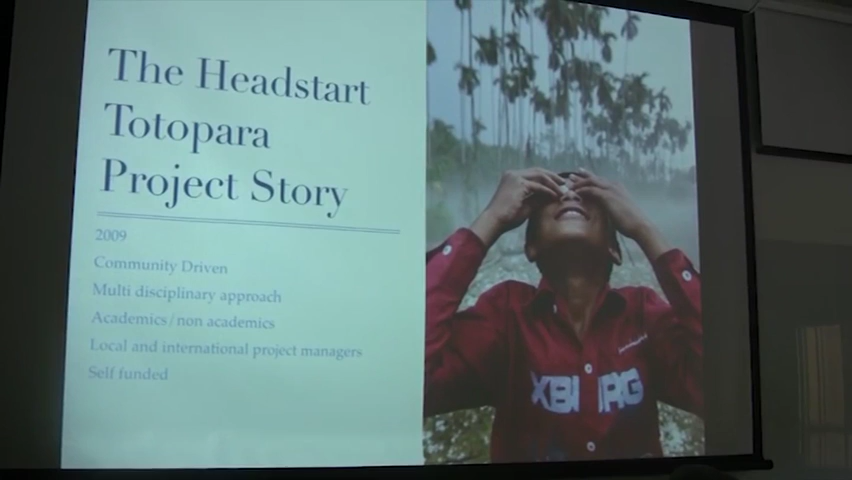 The Headstart
Totopara
Project Story
2009
Community Driven
Multi disciplinary approach
Academics/non academics
Local and international project managers
Self funded